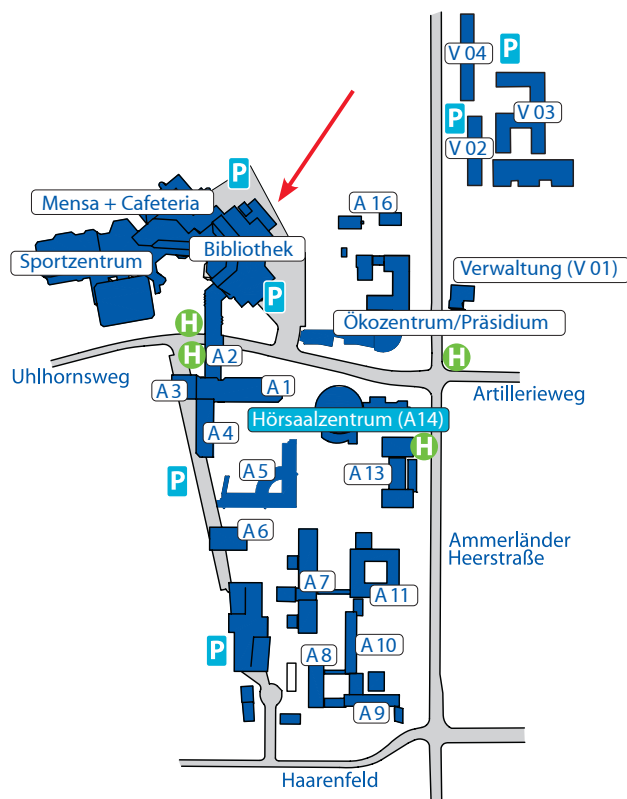 V 04
P
V 03
P
V 02
P
Mensa + Cafeteria
A 16
Bibliothek
Sportzentrum
Verwaltung (V 01)
P
Ökozentrum/Präsidium
H
H
H
A 2
Uhlhornsweg
A 3
A 1
Artillerieweg
Hörsaalzentrum (A14)
A 4
H
A 5
A 13
P
A 6
Ammerländer
Heerstraße
A 7
A 11
P
A 8
A 10
A 9
Haarenfeld